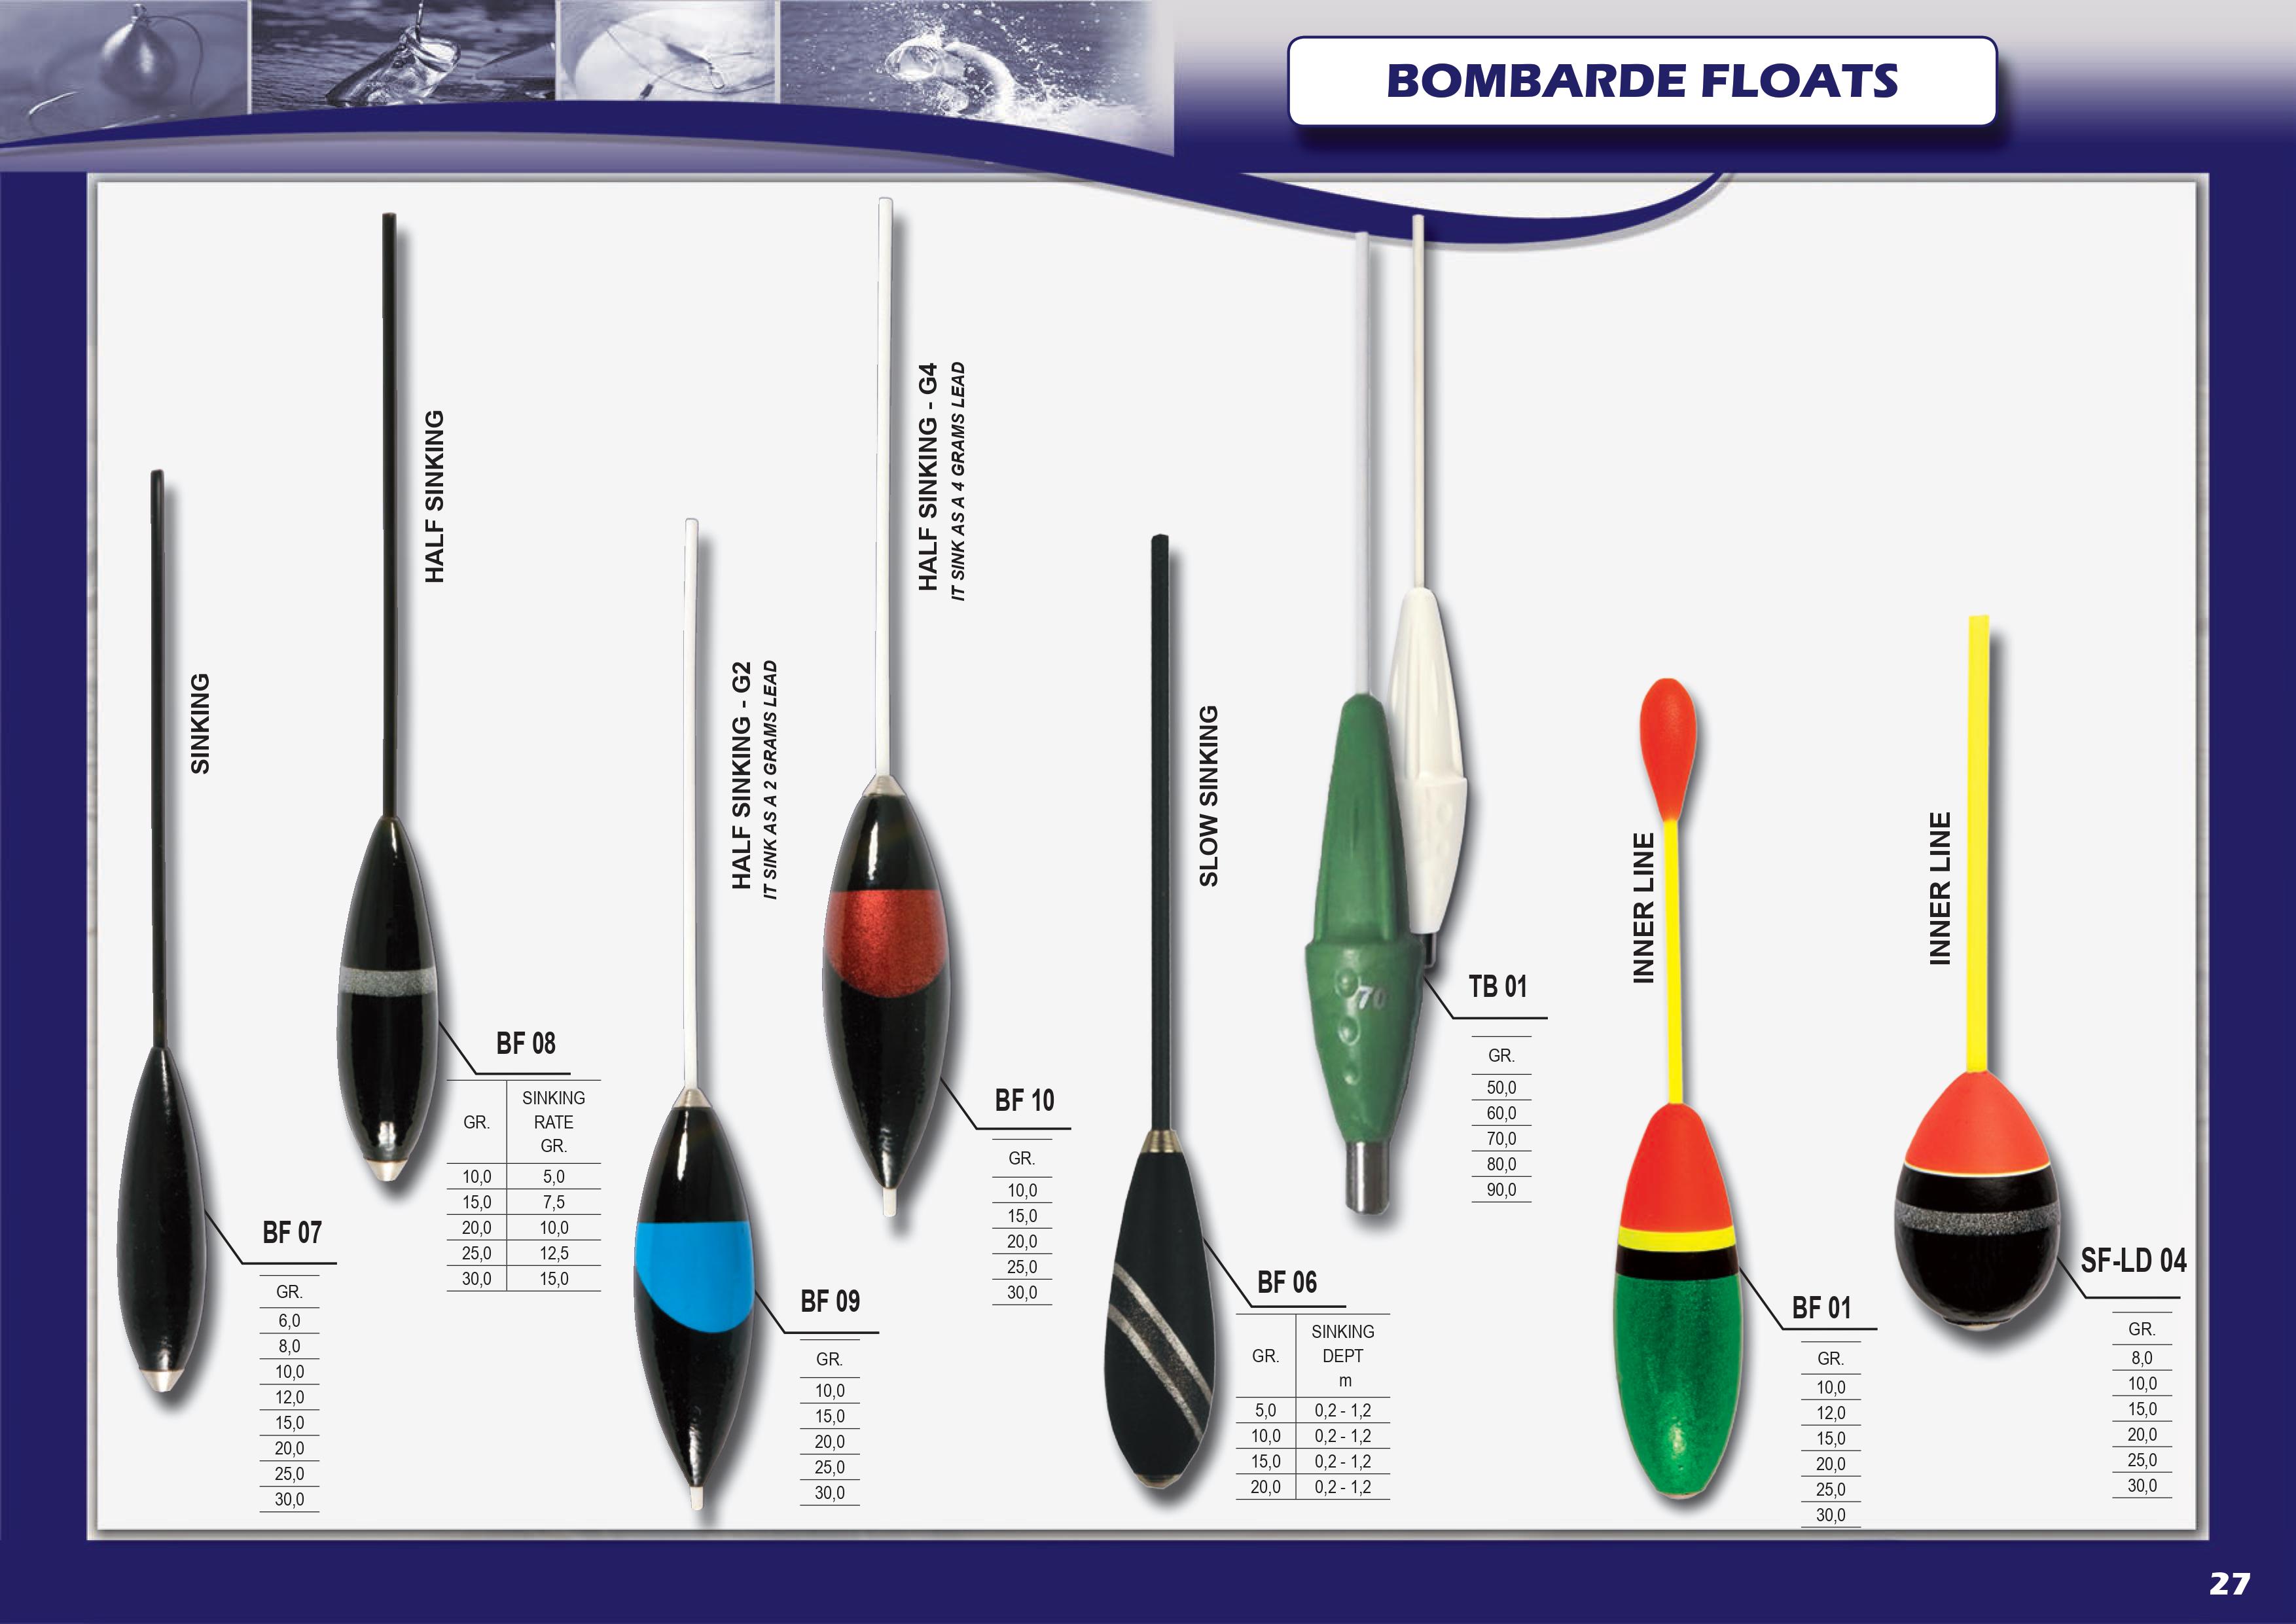 BOMBARDE FLOATS
SINKING
BF 07
GR.
6,0
8,0
10,0
12,0
15,0
20,0
25,0
30,0
HALF SINKING
BF 08
GR. SINKING RATE GR.
10,0 5,0
15,0 7,5
20,0 10,0
25,0 12,5
30,0 15,0
HALF SINKING - G2
IT SINK AS A 2 GRAMS LEAD
BF 09
GR.
10,0
15,0
20,0
25,0
30,0
HALF SINKING - G4
IT SINK AS A 4 GRAMS LEAD
BF 10
GR.
10,0
15,0
20,0
25,0
30,0
SLOW SINKING
BF 06
GR. SINKING DEPT m
5,0 0,2 - 1,2
10,0 0,2 - 1,2
15,0 0,2 - 1,2
20,0 0,2 - 1,2
70
TB 01
GR.
50,0
60,0
70,0
80,0
90,0
INNER LINE
BF 01
GR.
10,0
12,0
15,0
20,0
25,0
30,0
INNER LINE
SF-LD 04
GR.
8,0
10,0
15,0
20,0
25,0
30,0
27